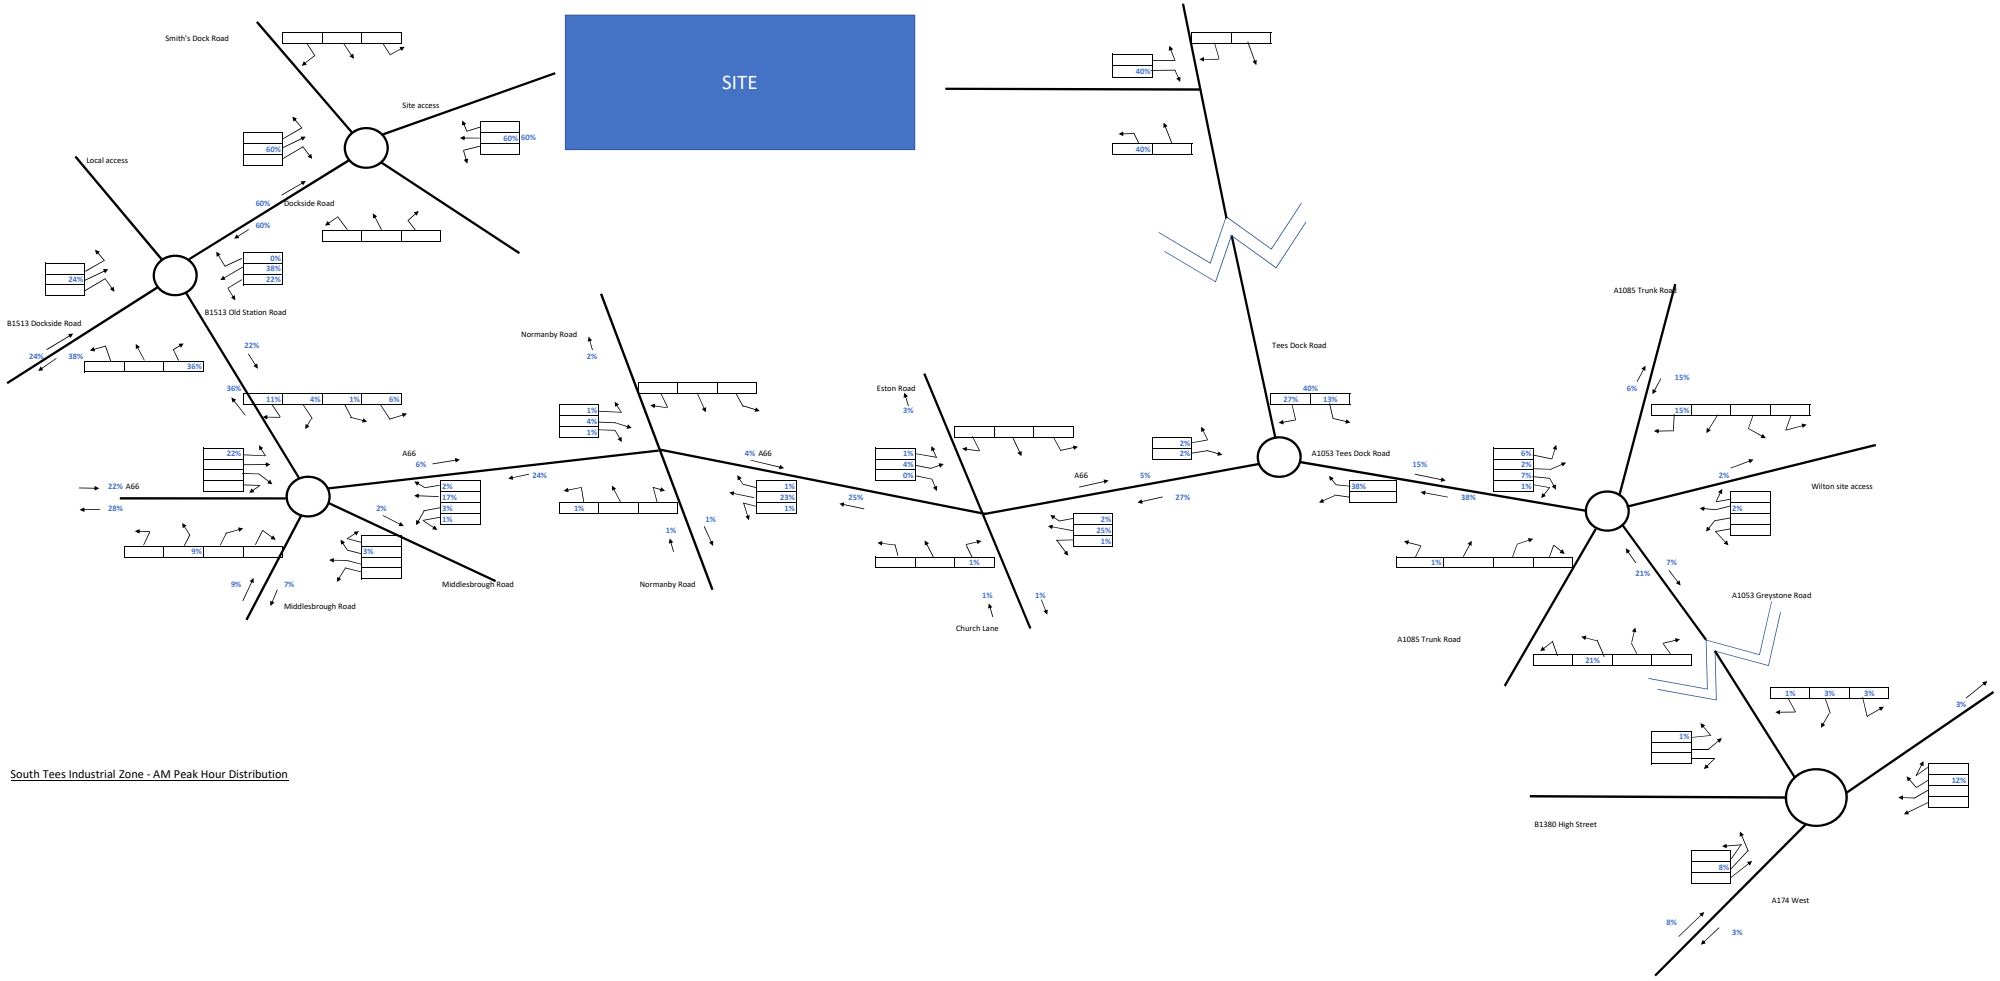 Smith's Dock Road
SITE
40%
Site access
60%
60% 60%
40%
Local access
60%
Dockside Road
60%
60%
0%
38%
22%
24%
B1513 Dockside Road
B1513 Old Station Road
24%
38%
36%
22%
36%
11% 4% 1% 6%
Normanby Road
2%
A1085 Trunk Road
Tees Dock Road
Eston Road
3%
40%
27% 13%
6%
15%
15%
1%
4%
1%
22%
A66
6%
24%
4% A66
1%
4%
0%
2%
2%
A66
5%
27%
A1053 Tees Dock Road
15%
38%
38%
6%
2%
7%
1%
2%
Wilton site access
22% A66
28%
2%
17%
3%
1%
2%
1%
1%
23%
1%
25%
2%
25%
1%
2%
9%
3%
1%
1%
1%
1%
21%
7%
9%
7%
Middlesbrough Road
Middlesbrough Road
Normanby Road
1%
1%
Church Lane
A1053 Greystone Road
A1085 Trunk Road
21%
1% 3% 3%
3%
1%
South Tees Industrial Zone - AM Peak Hour Distribution
12%
B1380 High Street
8%
A174 West
8%
3%